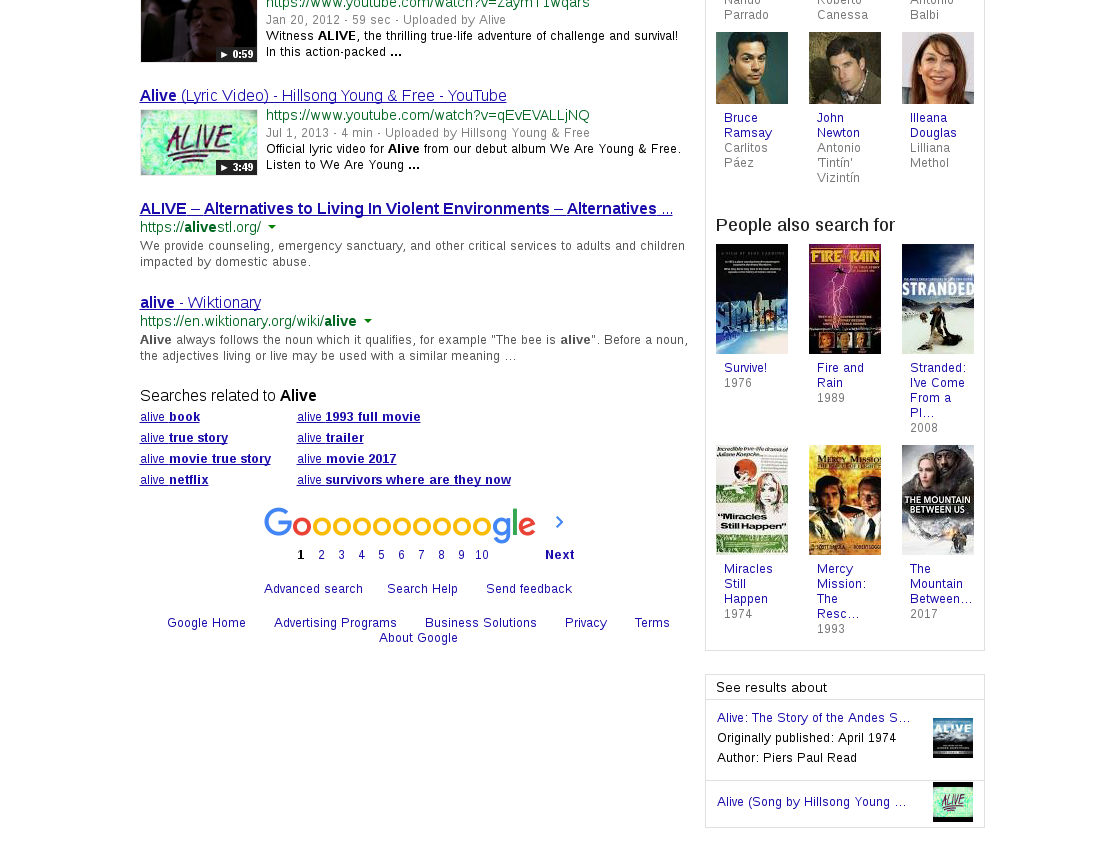 https://www.youtube.com/watch?v=zaymT1wqars
Jan 20, 2012 - 59 sec - Uploaded by Alive
Witness ALIVE, the thrilling true-life adventure of challenge and survival!
In this action-packed ...
0:59
Alive (Lyric Video) - Hillsong Young & Free - YouTube
https://www.youtube.com/watch?v=qEvEVALLjNQ
Jul 1, 2013 - 4 min - Uploaded by Hillsong Young & Free
Official lyric video for Alive from our debut album We Are Young & Free.
Listen to We Are Young ...
ALIVE
3:49
ALIVE – Alternatives to Living In Violent Environments – Alternatives ...
https://alivestl.org/
We provide counseling, emergency sanctuary, and other critical services to adults and children
impacted by domestic abuse.
alive - Wiktionary
https://en.wiktionary.org/wiki/alive
Alive always follows the noun which it qualifies, for example "The bee is alive". Before a noun,
the adjectives living or live may be used with a similar meaning ...
Searches related to Alive
alive book
alive 1993 full movie
alive true story
alive trailer
alive movie true story
alive movie 2017
alive netflix
alive survivors where are they now
Goooooooooogle
1 2 3 4 5 6 7 8 9 10 Next
Advanced search Search Help Send feedback
Google Home Advertising Programs Business Solutions Privacy Terms
About Google
Nando
Parrado
Roberto
Canessa
Antonio
Balbi
Bruce
Ramsay
Carlitos
Páez
John
Newton
Antonio
'Tintín'
Vizintín
Illeana
Douglas
Lilliana
Methol
People also search for
FIRE AND RAIN
STRANDED
Survive!
1976
Fire and
Rain
1989
Stranded:
I've Come
From a
Pl...
2008
Incredible true-life drama of
Juliane Koepcke
"Miracles
Still Happen"
MERCY MISSION
THE MOUNTAIN
BETWEEN US
Miracles
Still
Happen
1974
Mercy
Mission:
The
Resc...
1993
The
Mountain
Between...
2017
See results about
Alive: The Story of the Andes S...
Originally published: April 1974
Author: Piers Paul Read
ALIVE
Alive (Song by Hillsong Young ...
ALIVE